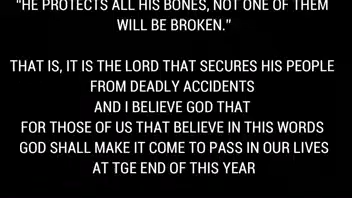 "HE PROTECTS ALL HIS BONES, NOT ONE OF THEM
WILL BE BROKEN."
THAT IS, IT IS THE LORD THAT SECURES HIS PEOPLE
FROM DEADLY ACCIDENTS
AND I BELIEVE GOD THAT
FOR THOSE OF US THAT BELIEVE IN THIS WORDS
GOD SHALL MAKE IT COME TO PASS IN OUR LIVES
AT TGE END OF THIS YEAR